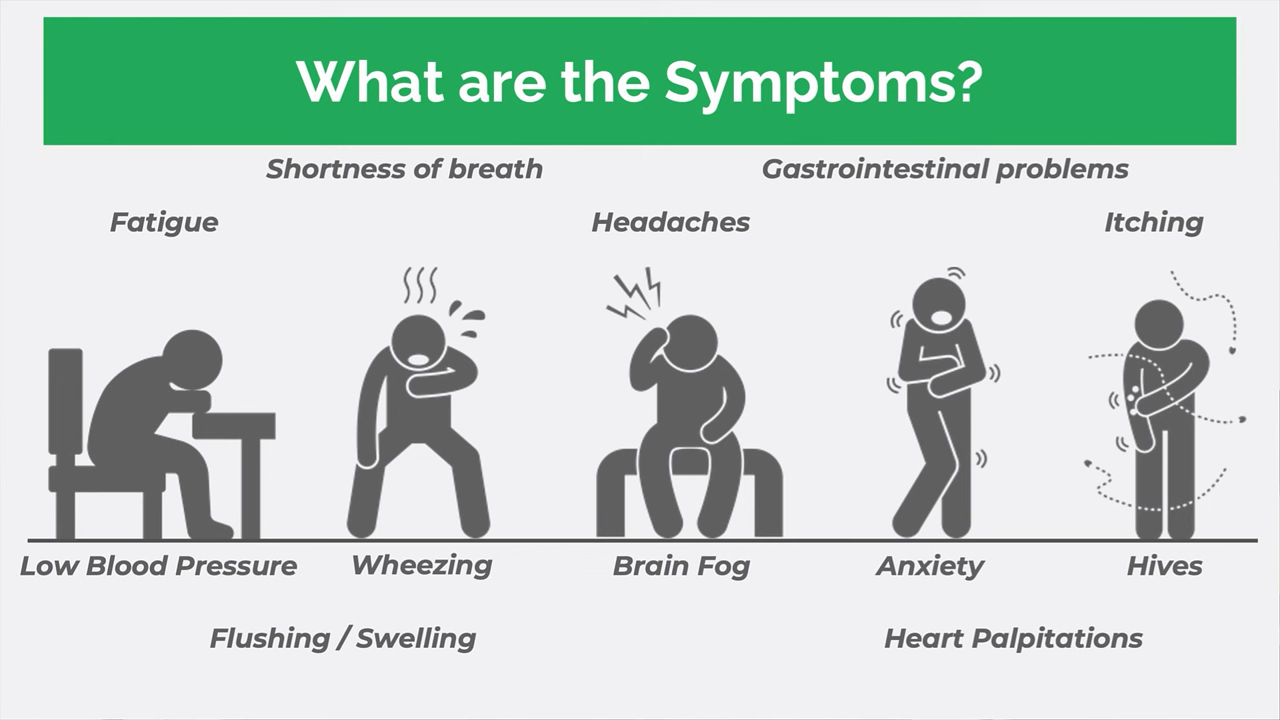 What are the Symptoms?
Shortness of breath
Gastrointestinal problems
Fatigue
Headaches
Itching
Low Blood Pressure
Wheezing
Brain Fog
Anxiety
Hives
Flushing / Swelling
Heart Palpitations